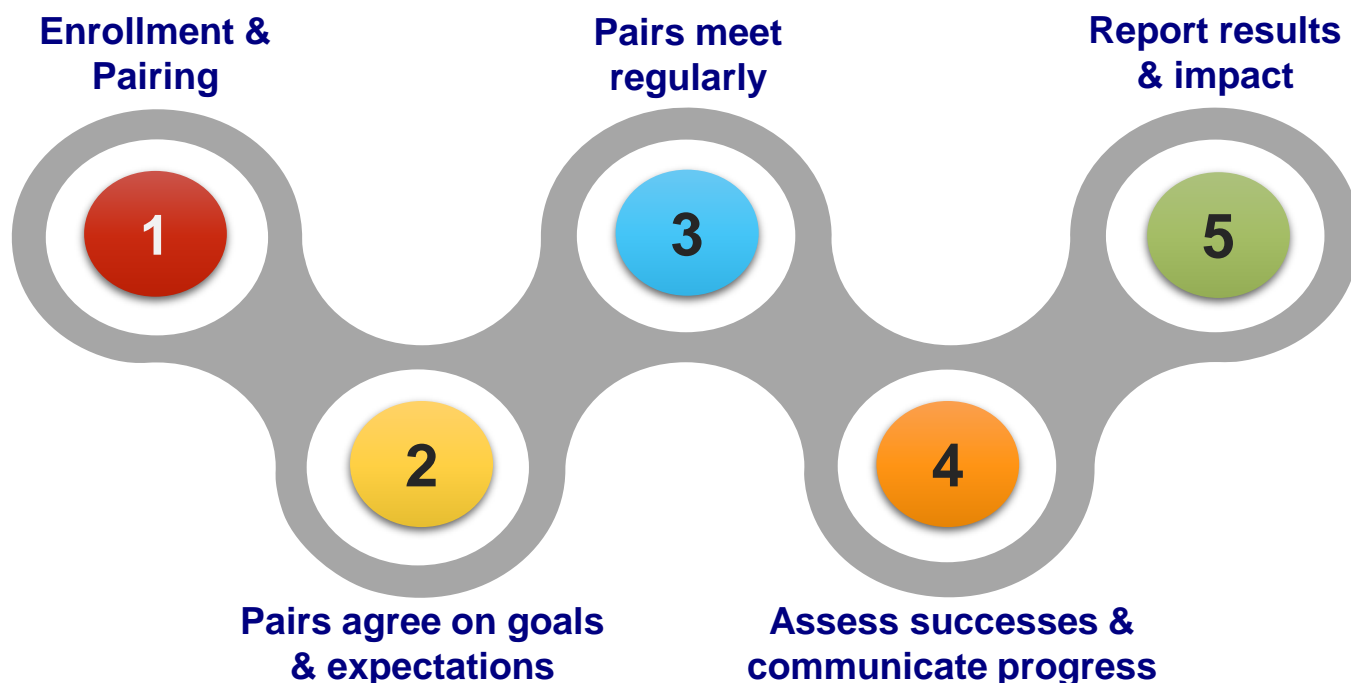 Enrollment &
Pairing
1
Pairs agree on goals
& expectations
2
Pairs meet
regularly
3
Assess successes &
communicate progress
4
Report results
& impact
5